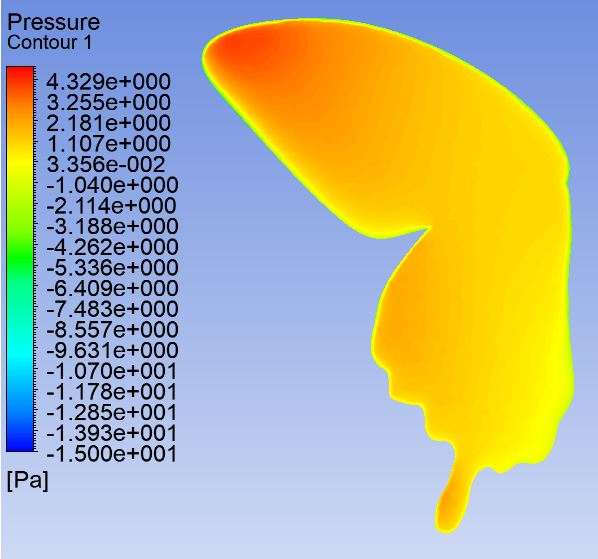 Pressure
Contour 1
4.329e+000
3.255e+000
2.181e+000
1.107e+000
3.356e-002
-1.040e+000
-2.114e+000
-3.188e+000
-4.262e+000
-5.336e+000
-6.409e+000
-7.483e+000
-8.557e+000
-9.631e+000
-1.070e+001
-1.178e+001
-1.285e+001
-1.393e+001
-1.500e+001
[Pa]